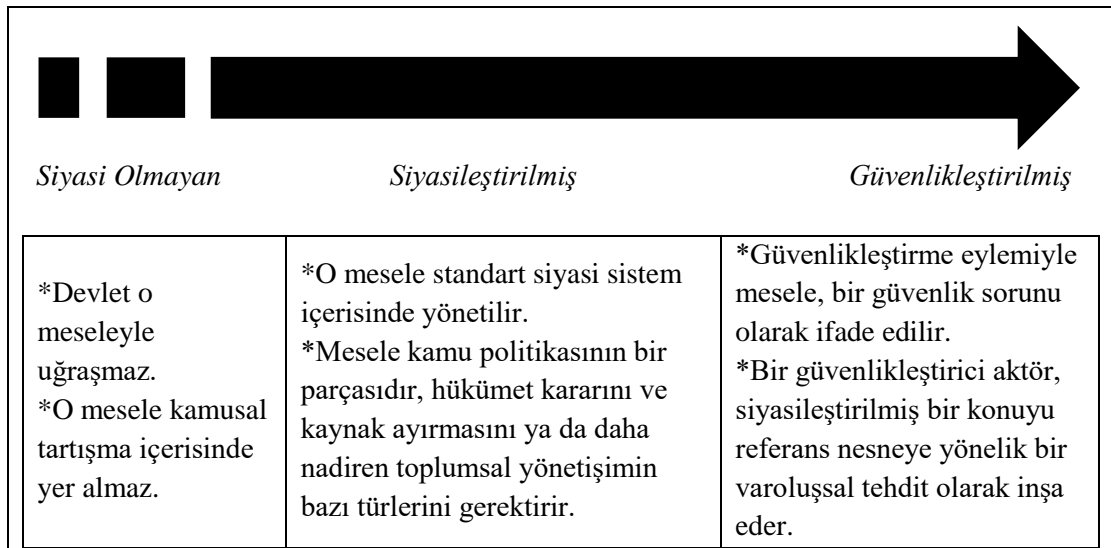 Siyasi Olmayan Siyasileştirilmiş Güvenlikleştirilmiş
*Devlet o
meseleyle
uğraşmaz.
*O mesele kamusal
tartışma içerisinde
yer almaz.
*O mesele standart siyasi sistem
içerisinde yönetilir.
*Mesele kamu politikasının bir
parçasıdır, hükümet kararını ve
kaynak ayırmasını ya da daha
nadiren toplumsal yönetişimin
bazı türlerini gerektirir.
*Güvenlikleştirme eylemiyle
mesele, bir güvenlik sorunu
olarak ifade edilir.
*Bir güvenlikleştirici aktör,
siyasileştirilmiş bir konuyu
referans nesneye yönelik bir
varoluşsal tehdit olarak inşa
eder.